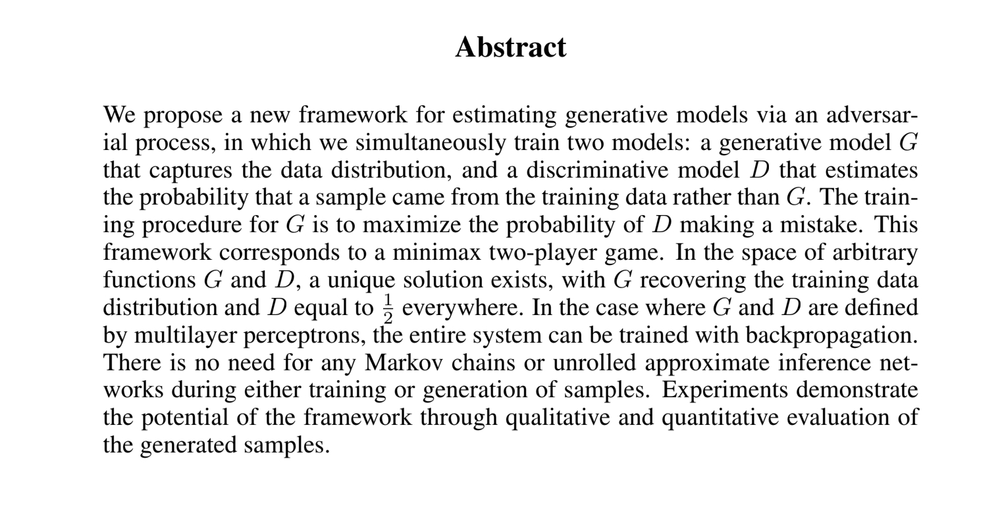 Abstract
We propose a new framework for estimating generative models via an adversar-
ial process, in which we simultaneously train two models: a generative model G
that captures the data distribution, and a discriminative model D that estimates
the probability that a sample came from the training data rather than G. The train-
ing procedure for G is to maximize the probability of D making a mistake. This
framework corresponds to a minimax two-player game. In the space of arbitrary
functions G and D, a unique solution exists, with G recovering the training data
distribution and D equal to 1/2 everywhere. In the case where G and D are defined
by multilayer perceptrons, the entire system can be trained with backpropagation.
There is no need for any Markov chains or unrolled approximate inference net-
works during either training or generation of samples. Experiments demonstrate
the potential of the framework through qualitative and quantitative evaluation of
the generated samples.